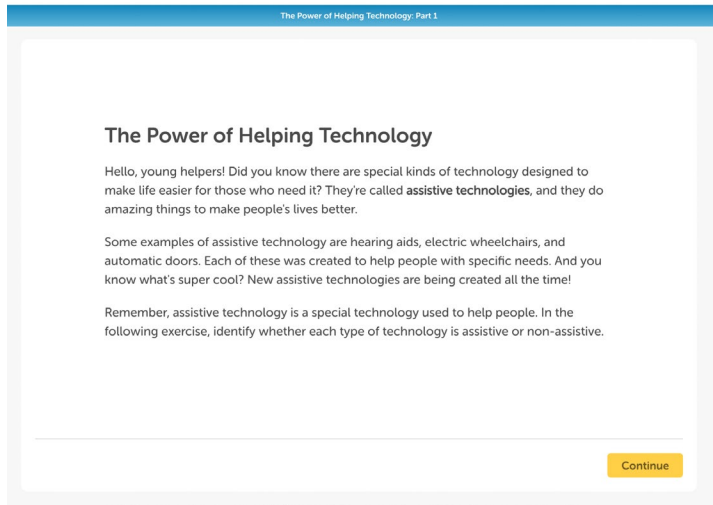 The Power of Helping Technology: Part 1
The Power of Helping Technology
Hello, young helpers! Did you know there are special kinds of technology designed to
make life easier for those who need it? They're called assistive technologies, and they do
amazing things to make people's lives better.
Some examples of assistive technology are hearing aids, electric wheelchairs, and
automatic doors. Each of these was created to help people with specific needs. And you
know what's super cool? New assistive technologies are being created all the time!
Remember, assistive technology is a special technology used to help people. In the
following exercise, identify whether each type of technology is assistive or non-assistive.
Continue